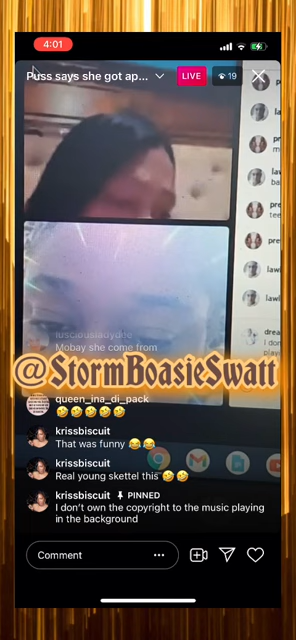 4:01
Puss says she got ap...
LIVE
19
Mobay she come from
@StormBoasieSwatt
queen_ina_di_pack
🤣🤣🤣🤣🤣
krissbiscuit
That was funny 😂😂
krissbiscuit
Real young skettel this 🤣🤣
krissbiscuit PINNED
I don't own the copyright to the music playing
in the background
Comment